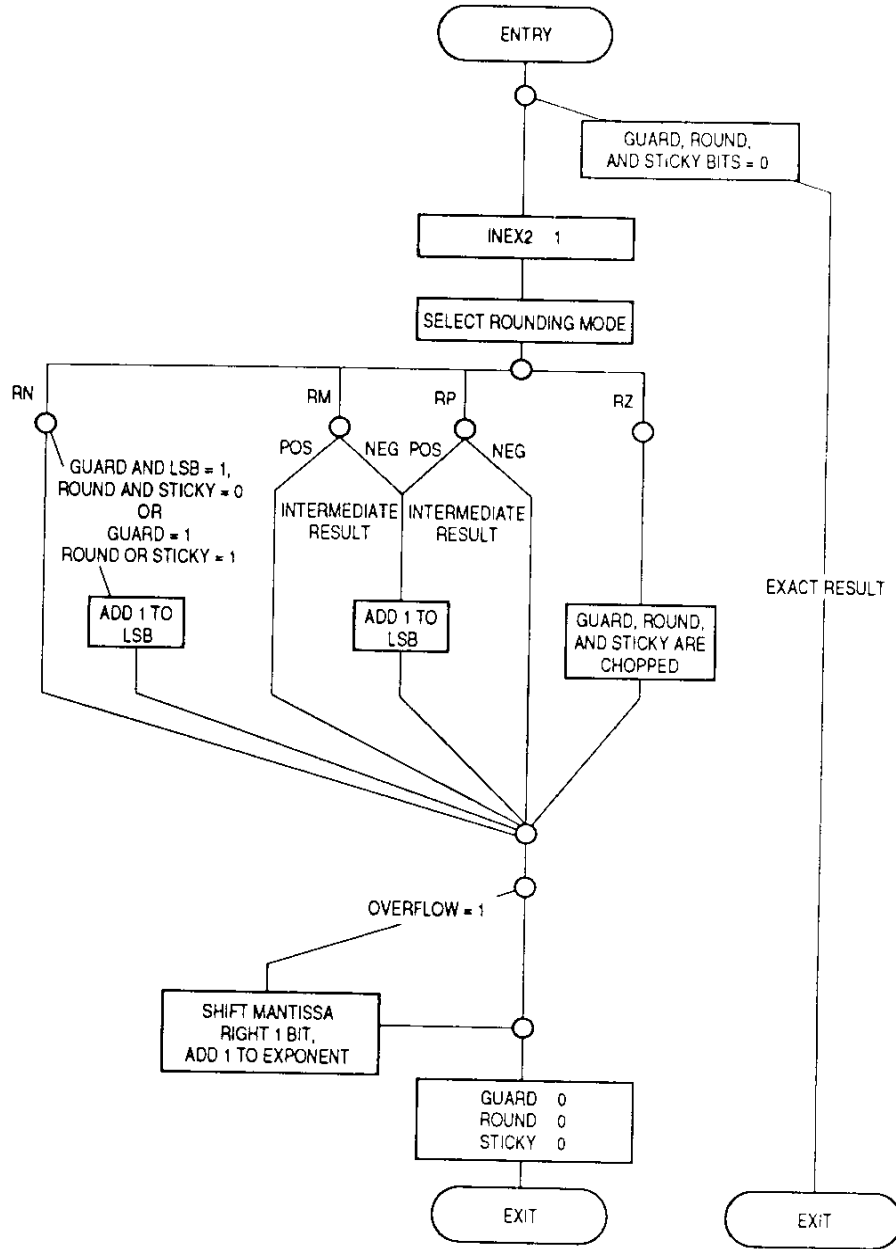 ENTRY
GUARD, ROUND,
AND STICKY BITS = 0
INEX2 1
SELECT ROUNDING MODE
RN
RM
RP
RZ
POS
NEG
POS
NEG
GUARD AND LSB = 1,
ROUND AND STICKY = 0
OR
GUARD = 1
ROUND OR STICKY = 1
INTERMEDIATE
RESULT
INTERMEDIATE
RESULT
EXACT RESULT
ADD 1 TO
LSB
ADD 1 TO
LSB
GUARD, ROUND,
AND STICKY ARE
CHOPPED
OVERFLOW = 1
SHIFT MANTISSA
RIGHT 1 BIT,
ADD 1 TO EXPONENT
GUARD 0
ROUND 0
STICKY 0
EXIT
EXIT